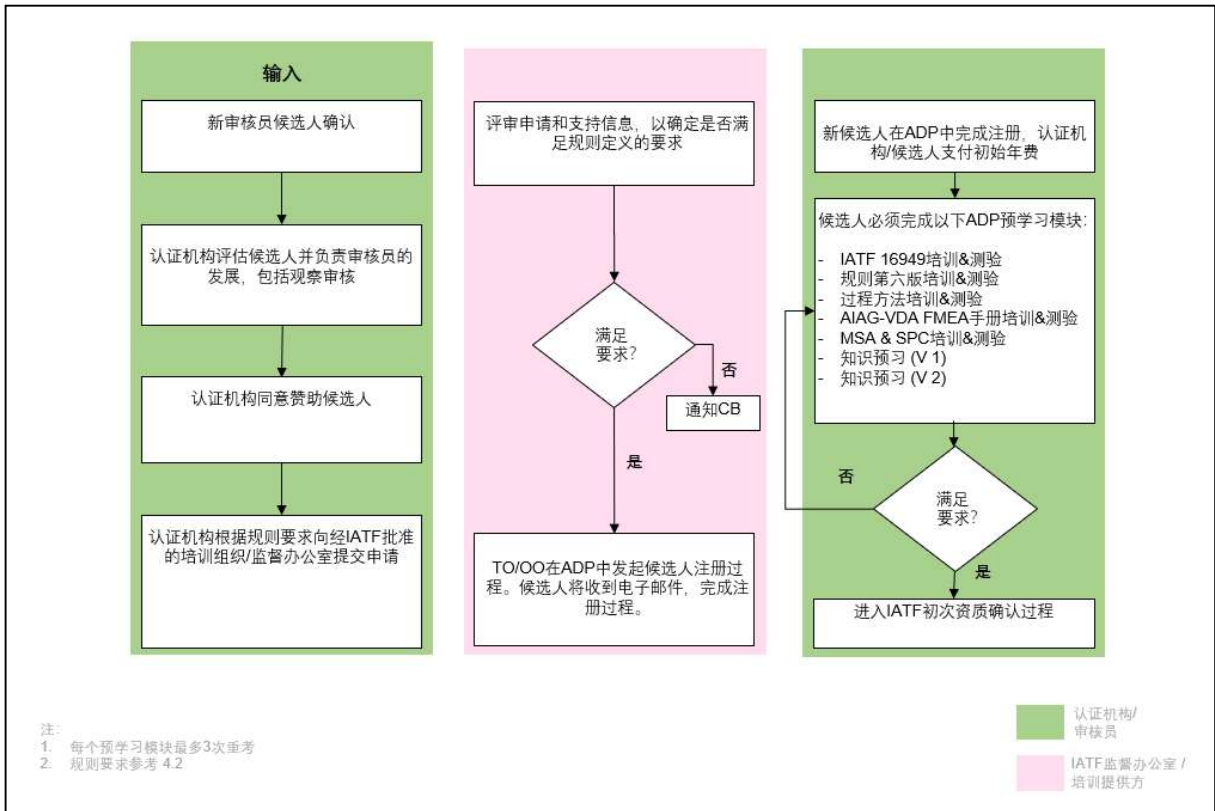 输入
新审核员候选人确认
认证机构评估候选人并负责审核员的
发展，包括观察审核
认证机构同意赞助候选人
认证机构根据规则要求向经IATF批准
的培训组织/监督办公室提交申请
评审申请和支持信息，以确定是否满
足规则定义的要求
满足
要求?
否
通知CB
是
TO/OO在ADP中发起候选人注册过
程。候选人将收到电子邮件，完成注
册过程。
新候选人在ADP中完成注册，认证机
构/候选人支付初始年费
候选人必须完成以下ADP预学习模块:
- IATF 16949培训&测验
- 规则第六版培训&测验
- 过程方法培训&测验
- AIAG-VDA FMEA手册培训&测验
- MSA & SPC培训&测验
- 知识预习 (V 1)
- 知识预习 (V 2)
否
满足
要求?
是
进入IATF初次资质确认过程
注:
1. 每个预学习模块最多3次重考
2. 规则要求参考 4.2
认证机构/
审核员
IATF监督办公室 /
培训提供方